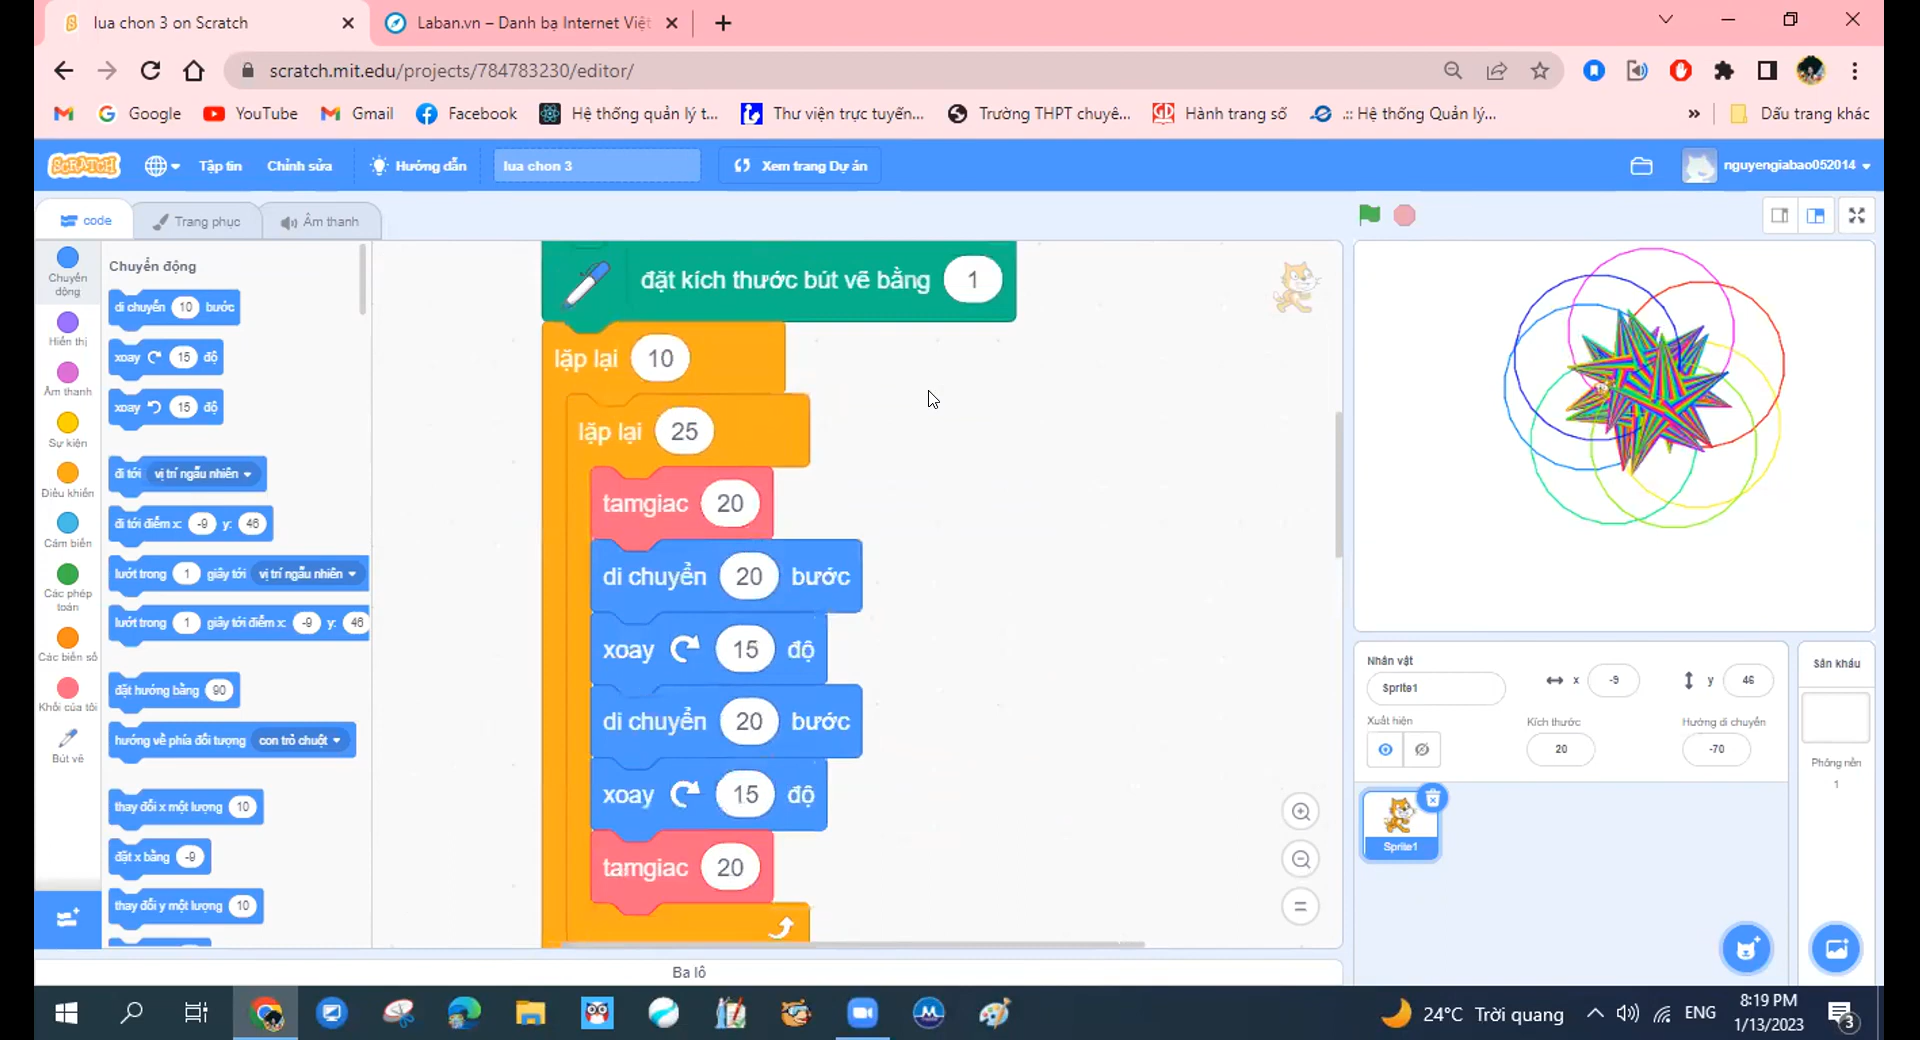 lua chon 3 on Scratch
Laban.vn – Danh bạ Internet Việt
scratch.mit.edu/projects/784783230/editor/
Google YouTube Gmail Facebook Hệ thống quản lý t... Thư viện trực tuyến... Trường THPT chuyê... Hành trang số .:: Hệ thống Quản lý... » Dấu trang khác
SCRATCH Tập tin Chỉnh sửa Hướng dẫn lua chon 3 Xem trang Dự án nguyengiabao052014
code Trang phục Âm thanh
Chuyển động
Hiển thị
Âm thanh
Sự kiện
Điều khiển
Cảm biến
Các phép toán
Các biến số
Khối của tôi
Bút vẽ
Chuyển động
di chuyển 10 bước
xoay 15 độ
xoay 15 độ
đi tới vị trí ngẫu nhiên
đi tới điểm x: -9 y: 46
lướt trong 1 giây tới vị trí ngẫu nhiên
lướt trong 1 giây tới điểm x: -9 y: 46
đặt hướng bằng 90
hướng về phía đối tượng con trỏ chuột
thay đổi x một lượng 10
đặt x bằng -9
thay đổi y một lượng 10
đặt kích thước bút vẽ bằng 1
lặp lại 10
lặp lại 25
tamgiac 20
di chuyển 20 bước
xoay 15 độ
di chuyển 20 bước
xoay 15 độ
tamgiac 20
Ba lô
Nhân vật
Sprite1 x -9 y 46
Xuất hiện Kích thước Hướng di chuyển
20 -70
Sprite1
Sân khấu
Phông nền
1
24°C Trời quang ENG
8:19 PM
1/13/2023
3